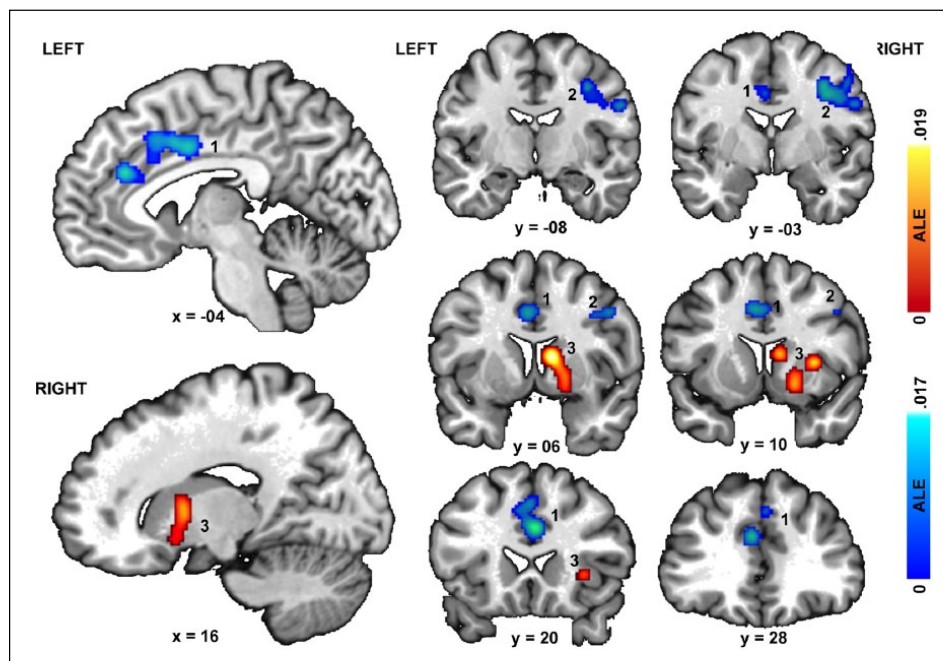 LEFT
1
x = -04
RIGHT
3
x = 16
LEFT
2
y = -08
1
2
y = -03
RIGHT
1
2
3
y = 06
1
2
3
y = 10
1
3
y = 20
1
y = 28
.019
ALE
0
.017
ALE
0